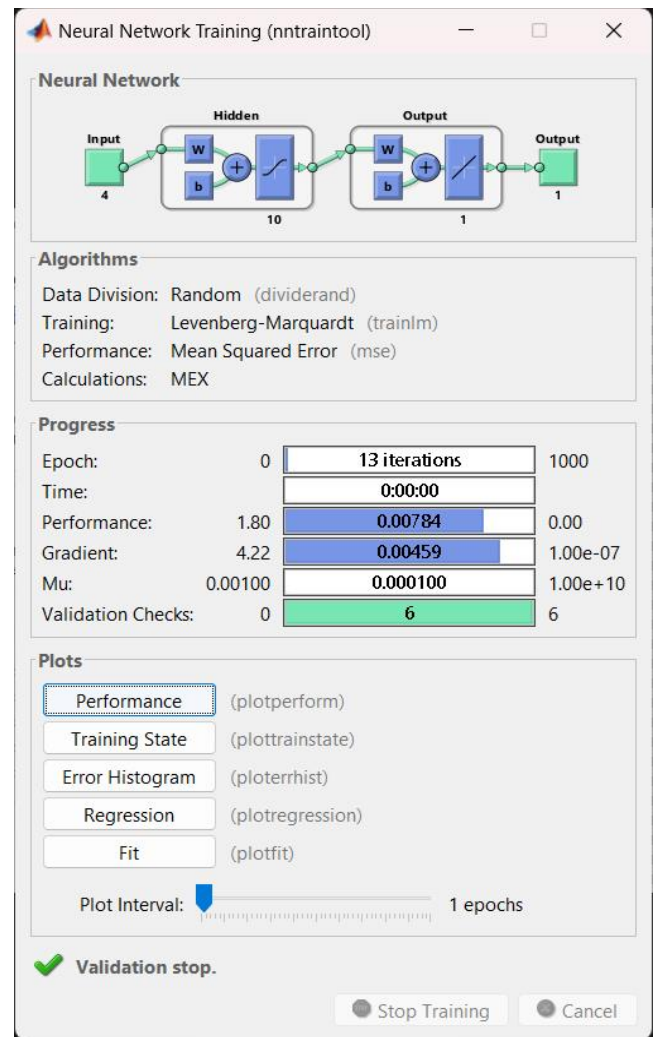 Neural Network Training (nntraintool)
Neural Network
Hidden Output
Input Output
W W
+ +
b b
4 10 1 1
Algorithms
Data Division: Random (dividerand)
Training: Levenberg-Marquardt (trainlm)
Performance: Mean Squared Error (mse)
Calculations: MEX
Progress
Epoch: 0 13 iterations 1000
Time: 0:00:00
Performance: 1.80 0.00784 0.00
Gradient: 4.22 0.00459 1.00e-07
Mu: 0.00100 0.000100 1.00e+10
Validation Checks: 0 6 6
Plots
Performance (plotperform)
Training State (plottrainstate)
Error Histogram (ploterrhist)
Regression (plotregression)
Fit (plotfit)
Plot Interval: 1 epochs
Validation stop.
Stop Training Cancel